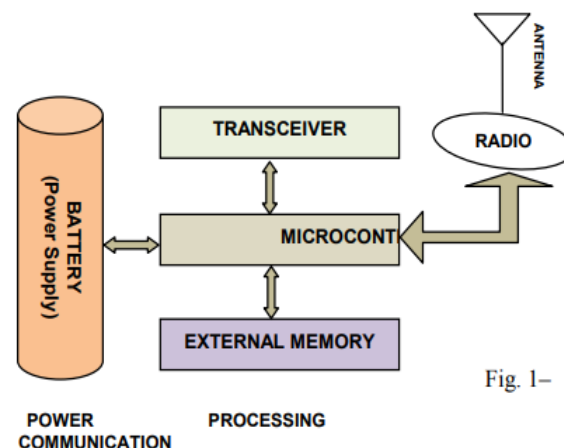 ANTENNA
TRANSCEIVER
RADIO
BATTERY
(Power Supply)
MICROCONT
EXTERNAL MEMORY
Fig. 1–
POWER PROCESSING
COMMUNICATION